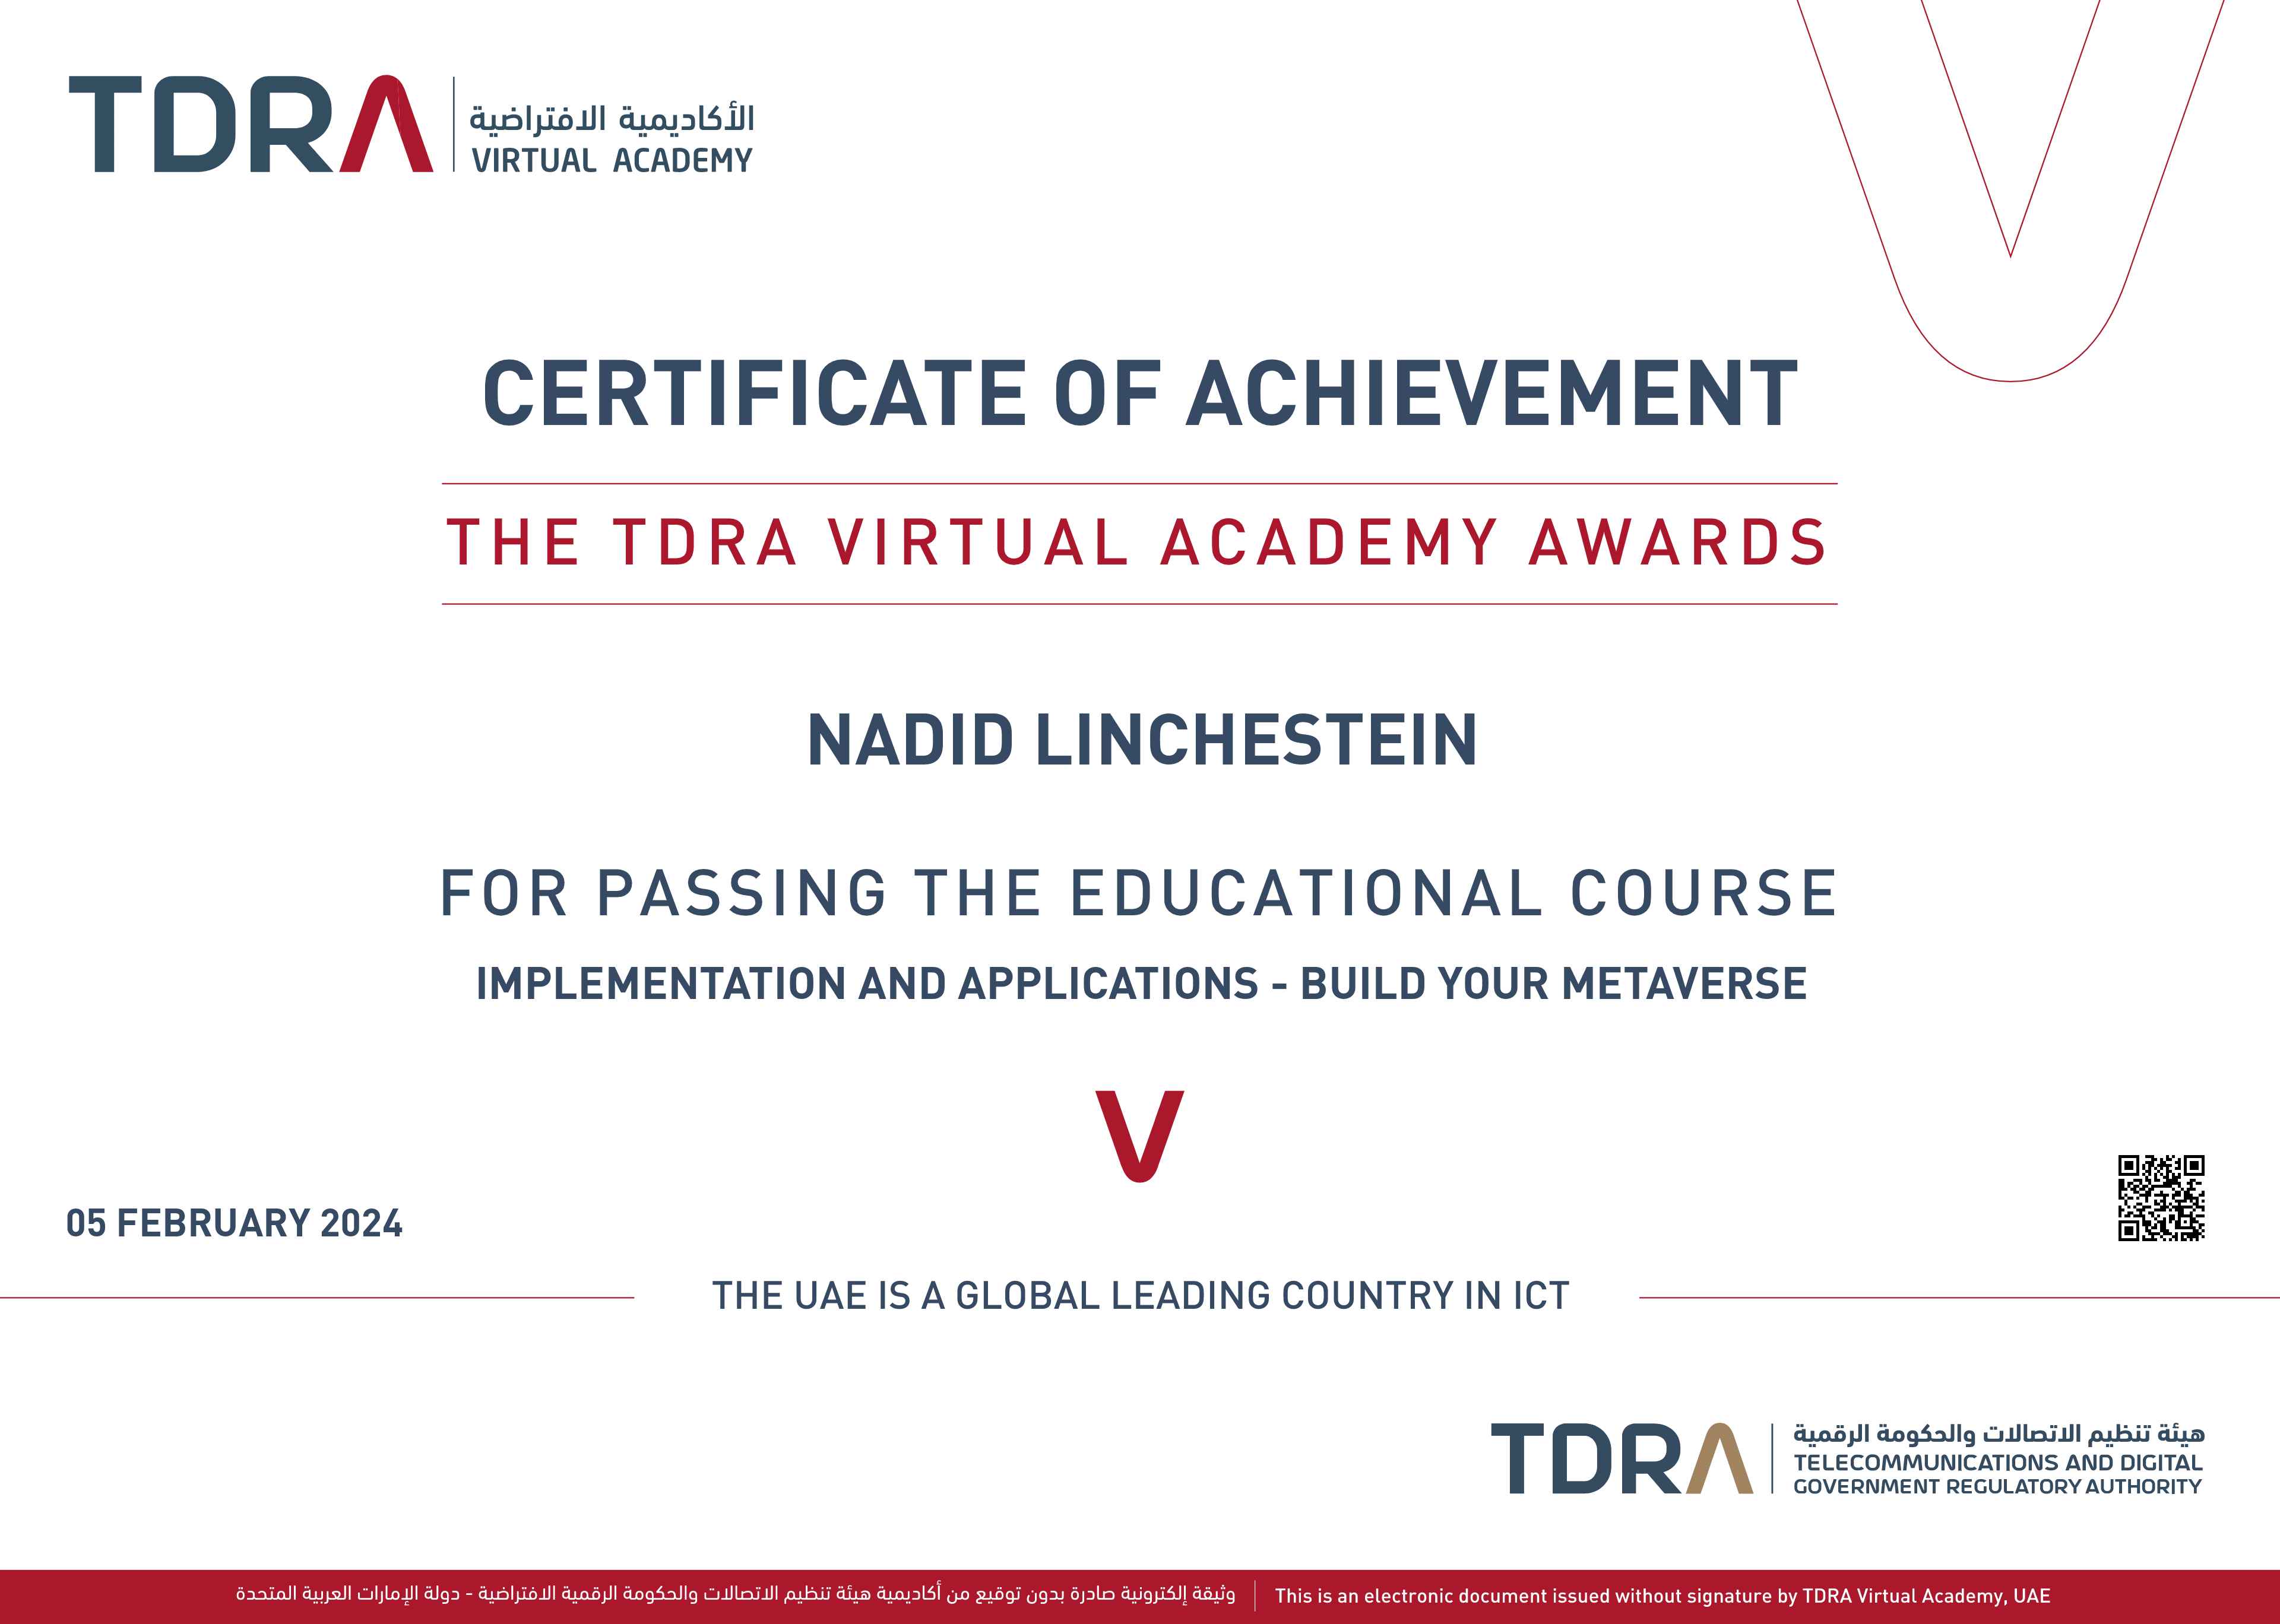 TDRA
الأكاديمية الافتراضية
VIRTUAL ACADEMY
CERTIFICATE OF ACHIEVEMENT
THE TDRA VIRTUAL ACADEMY AWARDS
NADID LINCHESTEIN
FOR PASSING THE EDUCATIONAL COURSE
IMPLEMENTATION AND APPLICATIONS - BUILD YOUR METAVERSE
05 FEBRUARY 2024
THE UAE IS A GLOBAL LEADING COUNTRY IN ICT
TDRA
هيئة تنظيم الاتصالات والحكومة الرقمية
TELECOMMUNICATIONS AND DIGITAL
GOVERNMENT REGULATORY AUTHORITY
وثيقة إلكترونية صادرة بدون توقيع من أكاديمية هيئة تنظيم الاتصالات والحكومة الرقمية الافتراضية - دولة الإمارات العربية المتحدة
This is an electronic document issued without signature by TDRA Virtual Academy, UAE